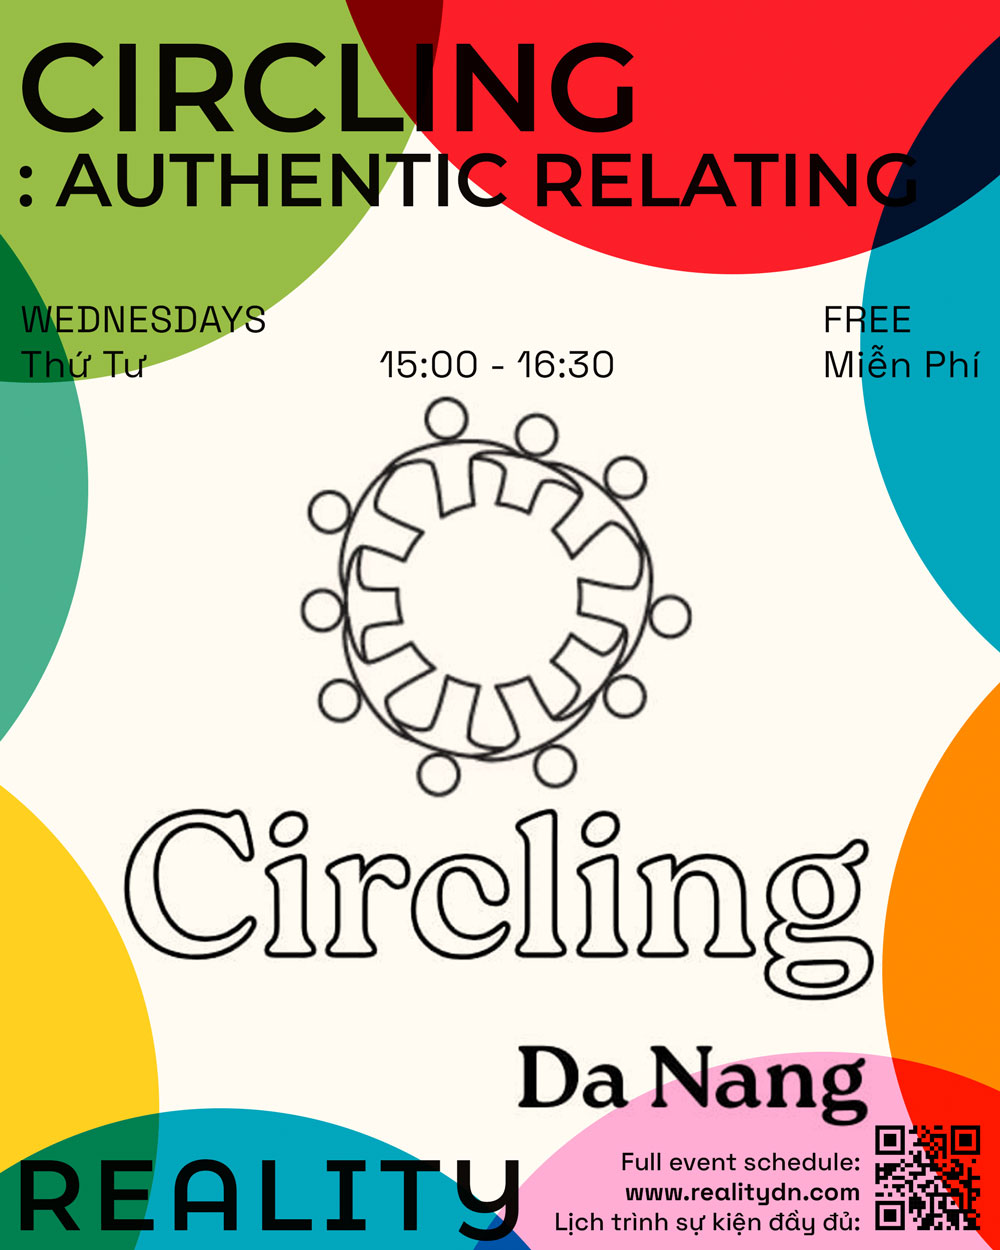 CIRCLING
: AUTHENTIC RELATING
WEDNESDAYS
Thứ Tư
15:00 - 16:30
FREE
Miễn Phí
Circling
Da Nang
REALITY
Full event schedule:
www.realitydn.com
Lịch trình sự kiện đầy đủ: